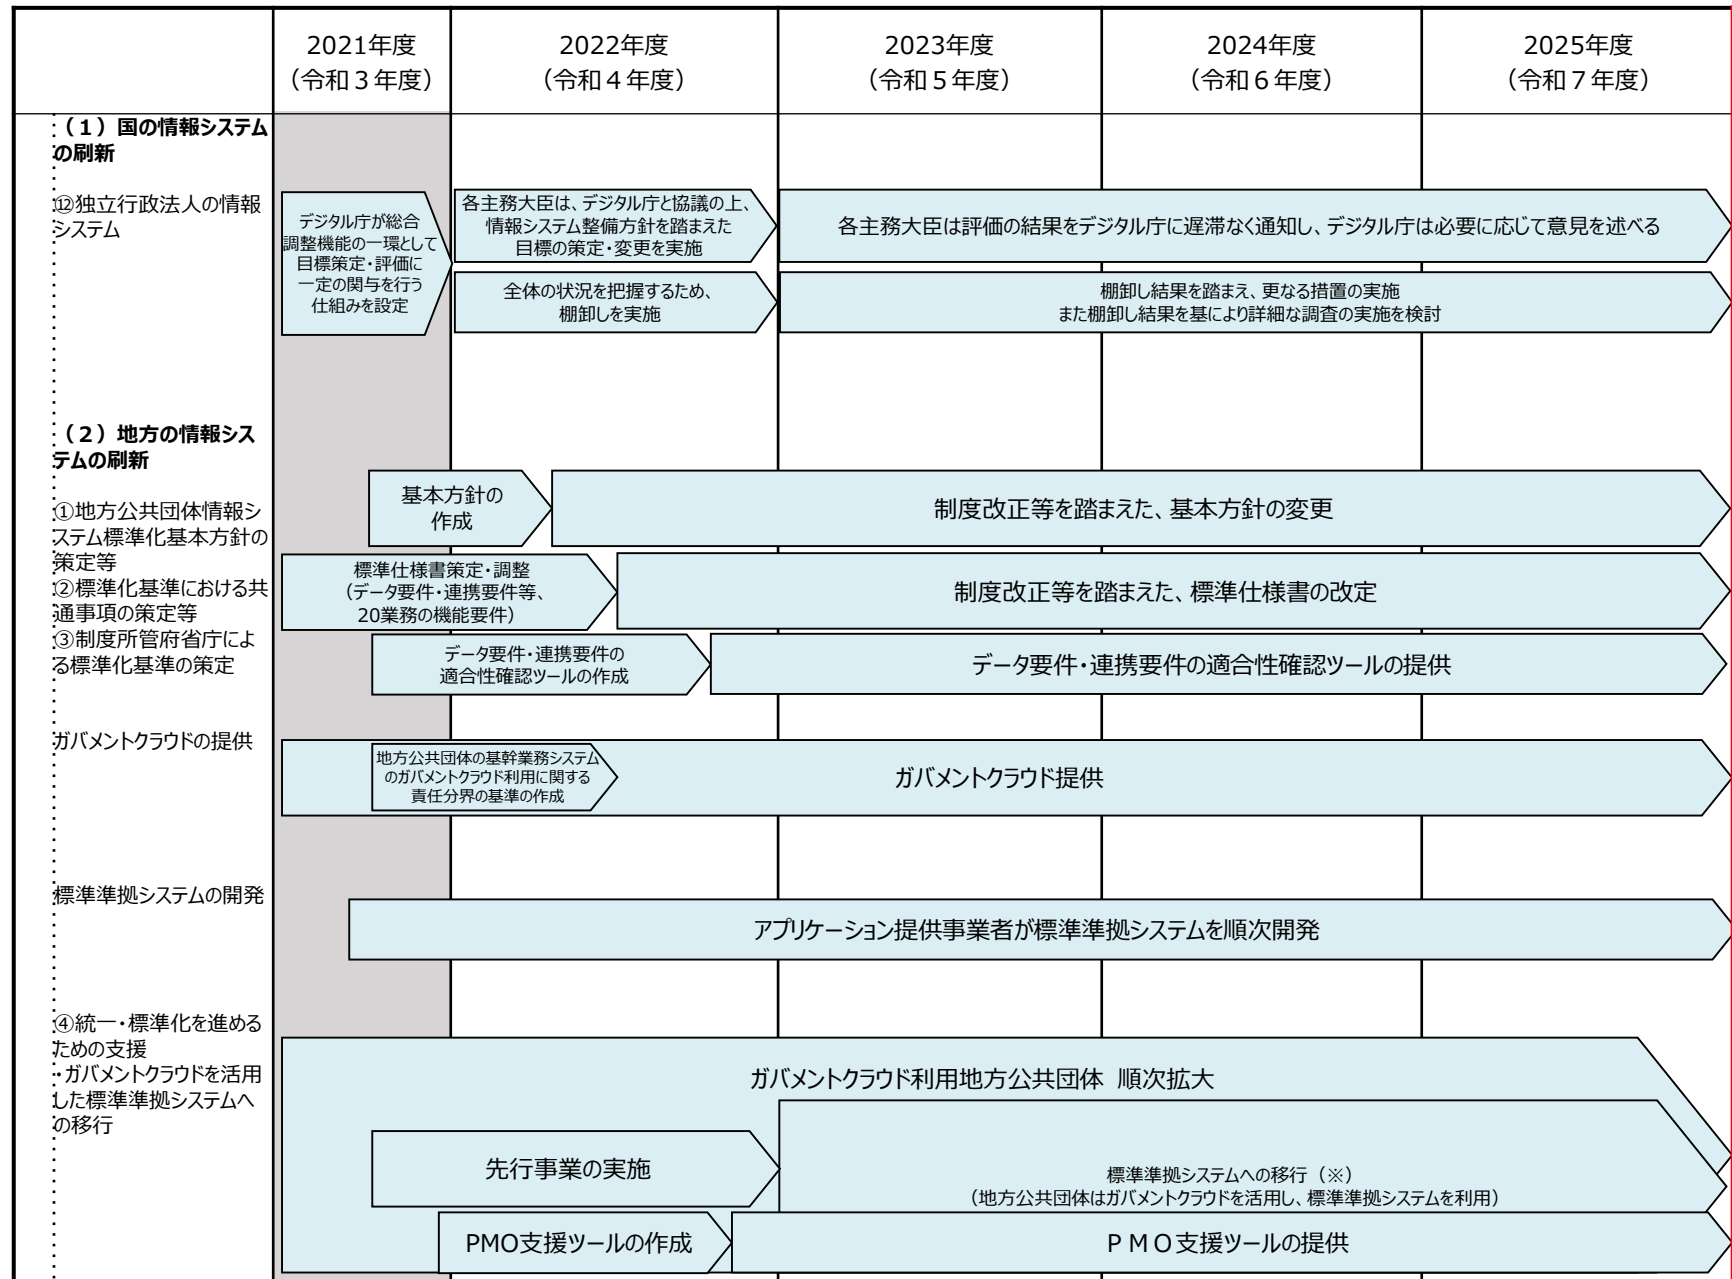 2021年度
（令和３年度）
2022年度
（令和４年度）
2023年度
（令和５年度）
2024年度
（令和６年度）
2025年度
（令和７年度）
（１）国の情報システム
の刷新
⑫独立行政法人の情報
システム
デジタル庁が総合
調整機能の一環として
目標策定・評価に
一定の関与を行う
仕組みを設定
各主務大臣は、デジタル庁と協議の上、
情報システム整備方針を踏まえた
目標の策定・変更を実施
各主務大臣は評価の結果をデジタル庁に遅滞なく通知し、デジタル庁は必要に応じて意見を述べる
全体の状況を把握するため、
棚卸しを実施
棚卸し結果を踏まえ、更なる措置の実施
また棚卸し結果を基により詳細な調査の実施を検討
（２）地方の情報シス
テムの刷新
①地方公共団体情報シ
ステム標準化基本方針の
策定等
②標準化基準における共
通事項の策定等
③制度所管府省庁によ
る標準化基準の策定
基本方針の
作成
制度改正等を踏まえた、基本方針の変更
標準仕様書策定・調整
（データ要件・連携要件等、
20業務の機能要件）
制度改正等を踏まえた、標準仕様書の改定
データ要件・連携要件の
適合性確認ツールの作成
データ要件・連携要件の適合性確認ツールの提供
ガバメントクラウドの提供
地方公共団体の基幹業務システム
のガバメントクラウド利用に関する
責任分界の基準の作成
ガバメントクラウド提供
標準準拠システムの開発
アプリケーション提供事業者が標準準拠システムを順次開発
④統一・標準化を進める
ための支援
・ガバメントクラウドを活用
した標準準拠システムへ
の移行
ガバメントクラウド利用地方公共団体 順次拡大
先行事業の実施
標準準拠システムへの移行（※）
（地方公共団体はガバメントクラウドを活用し、標準準拠システムを利用）
PMO支援ツールの作成
ＰＭＯ支援ツールの提供